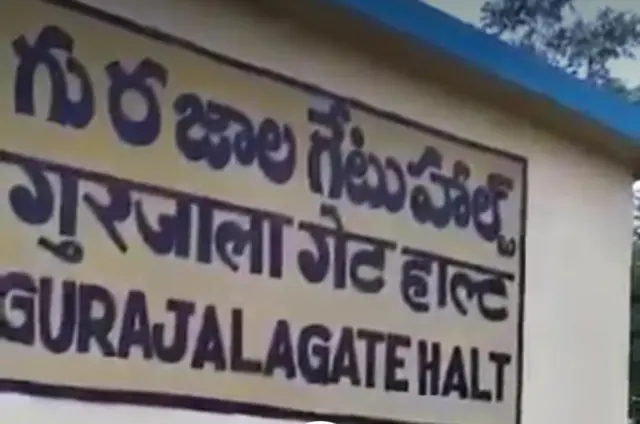 గురజాల గేటుహాల్ట్
गुरजाला गेट हाल्ट
GURAJALAGATE HALT